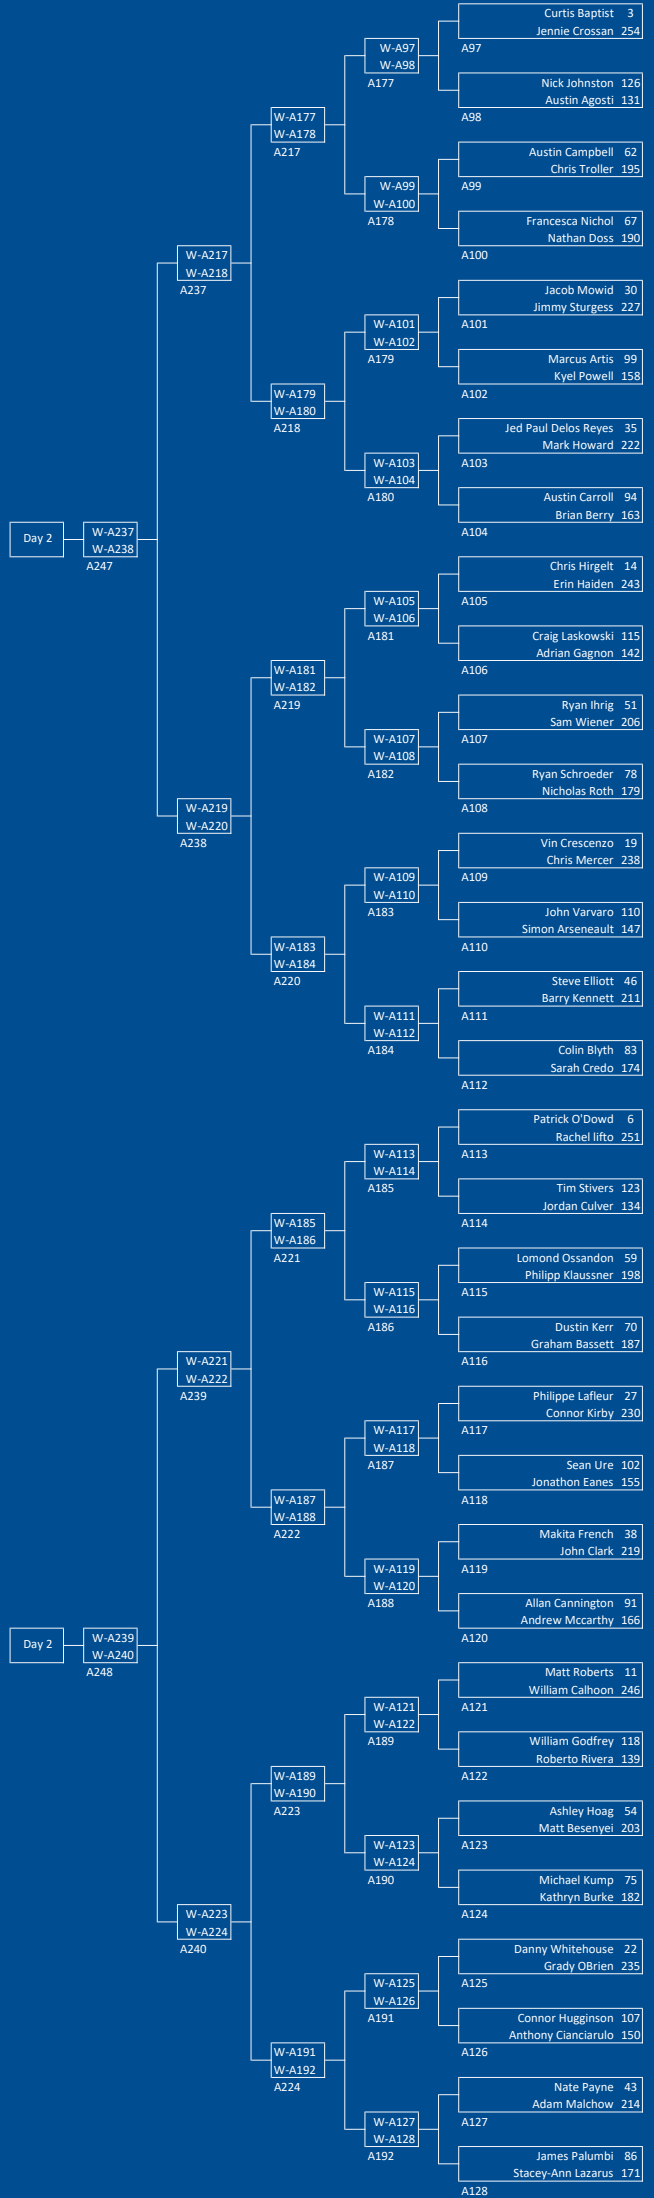 Curtis Baptist 3
Jennie Crossan 254
A97
W-A97
W-A98
A177
Nick Johnston 126
Austin Agosti 131
A98
W-A177
W-A178
A217
Austin Campbell 62
Chris Troller 195
A99
W-A99
W-A100
A178
Francesca Nichol 67
Nathan Doss 190
A100
W-A217
W-A218
A237
Jacob Mowid 30
Jimmy Sturgess 227
A101
W-A101
W-A102
A179
Marcus Artis 99
Kyel Powell 158
A102
W-A179
W-A180
A218
Jed Paul Delos Reyes 35
Mark Howard 222
A103
W-A103
W-A104
A180
Austin Carroll 94
Brian Berry 163
A104
Day 2
W-A237
W-A238
A247
Chris Hirgelt 14
Erin Haiden 243
A105
W-A105
W-A106
A181
Craig Laskowski 115
Adrian Gagnon 142
A106
W-A181
W-A182
A219
Ryan Ihrig 51
Sam Wiener 206
A107
W-A107
W-A108
A182
Ryan Schroeder 78
Nicholas Roth 179
A108
W-A219
W-A220
A238
Vin Crescenzo 19
Chris Mercer 238
A109
W-A109
W-A110
A183
John Varvaro 110
Simon Arseneault 147
A110
W-A183
W-A184
A220
Steve Elliott 46
Barry Kennett 211
A111
W-A111
W-A112
A184
Colin Blyth 83
Sarah Credo 174
A112
Patrick O'Dowd 6
Rachel lifto 251
A113
W-A113
W-A114
A185
Tim Stivers 123
Jordan Culver 134
A114
W-A185
W-A186
A221
Lomond Ossandon 59
Philipp Klaussner 198
A115
W-A115
W-A116
A186
Dustin Kerr 70
Graham Bassett 187
A116
W-A221
W-A222
A239
Philippe Lafleur 27
Connor Kirby 230
A117
W-A117
W-A118
A187
Sean Ure 102
Jonathon Eanes 155
A118
W-A187
W-A188
A222
Makita French 38
John Clark 219
A119
W-A119
W-A120
A188
Allan Cannington 91
Andrew Mccarthy 166
A120
Day 2
W-A239
W-A240
A248
Matt Roberts 11
William Calhoon 246
A121
W-A121
W-A122
A189
William Godfrey 118
Roberto Rivera 139
A122
W-A189
W-A190
A223
Ashley Hoag 54
Matt Besenyei 203
A123
W-A123
W-A124
A190
Michael Kump 75
Kathryn Burke 182
A124
W-A223
W-A224
A240
Danny Whitehouse 22
Grady OBrien 235
A125
W-A125
W-A126
A191
Connor Hugginson 107
Anthony Cianciarulo 150
A126
W-A191
W-A192
A224
Nate Payne 43
Adam Malchow 214
A127
W-A127
W-A128
A192
James Palumbi 86
Stacey-Ann Lazarus 171
A128